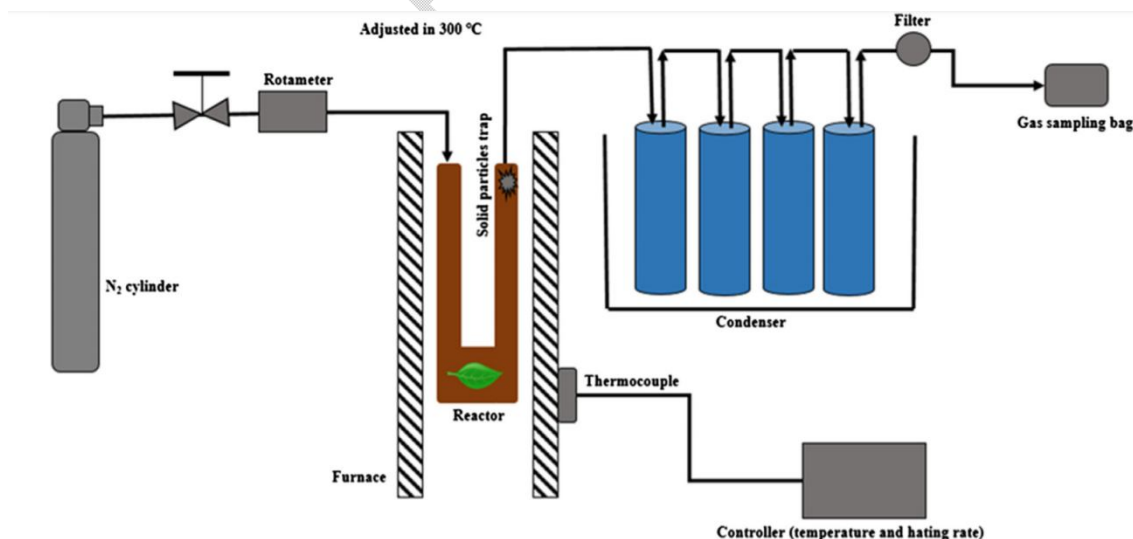 Adjusted in 300 °C
Filter
Rotameter
Gas sampling bag
Solid particles trap
N₂ cylinder
Condenser
Thermocouple
Reactor
Furnace
Controller (temperature and hating rate)